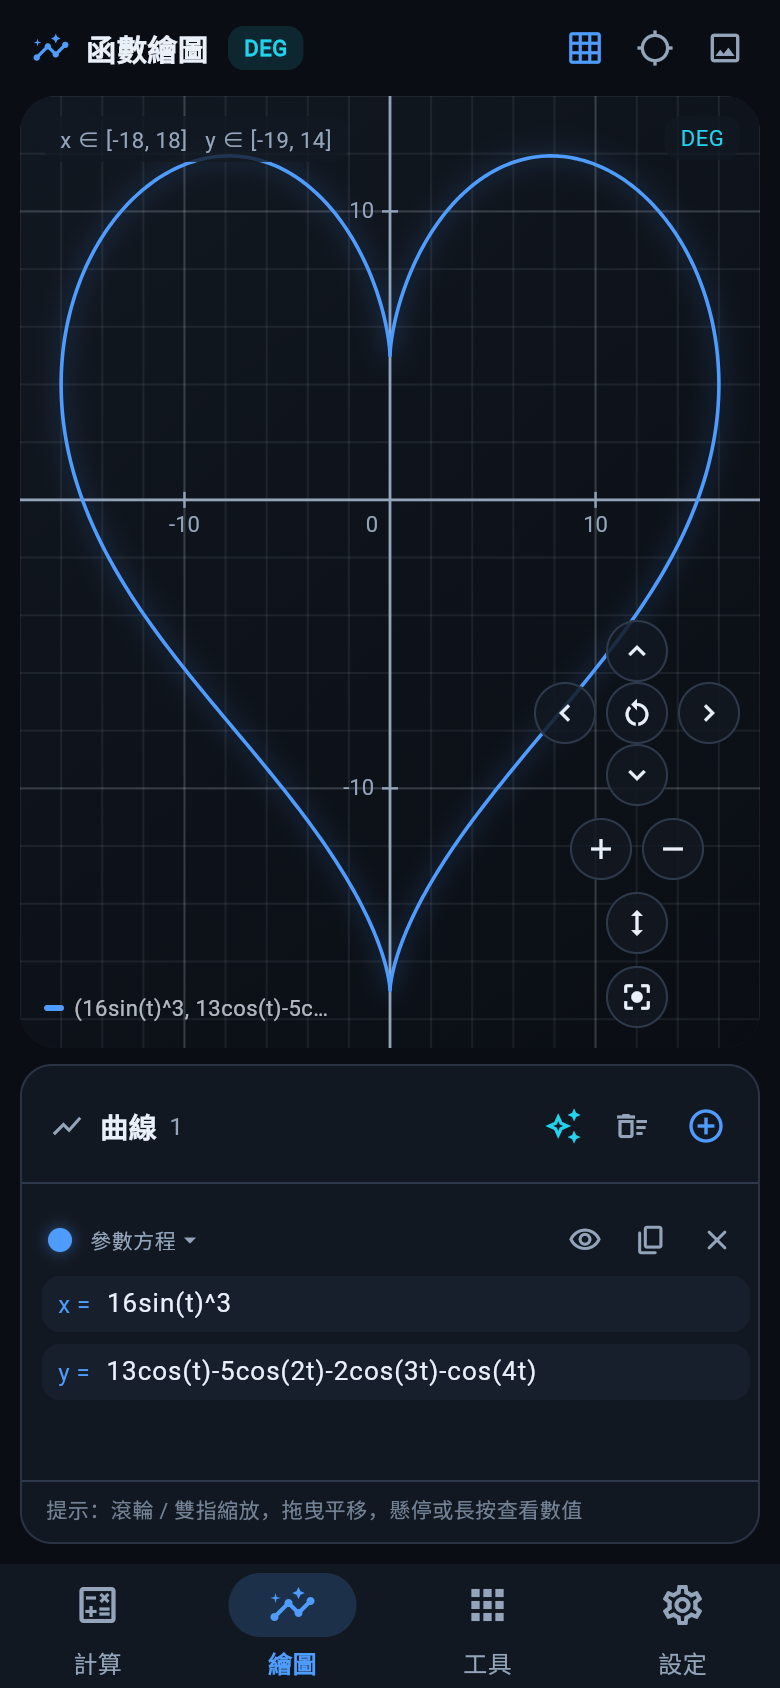 函數繪圖 DEG
x ∈ [-18, 18] y ∈ [-19, 14] DEG
10
-10 0 10
-10
(16sin(t)^3, 13cos(t)-5c…
曲線 1
參數方程
x = 16sin(t)^3
y = 13cos(t)-5cos(2t)-2cos(3t)-cos(4t)
提示：滾輪 / 雙指縮放，拖曳平移，懸停或長按查看數值
計算 繪圖 工具 設定